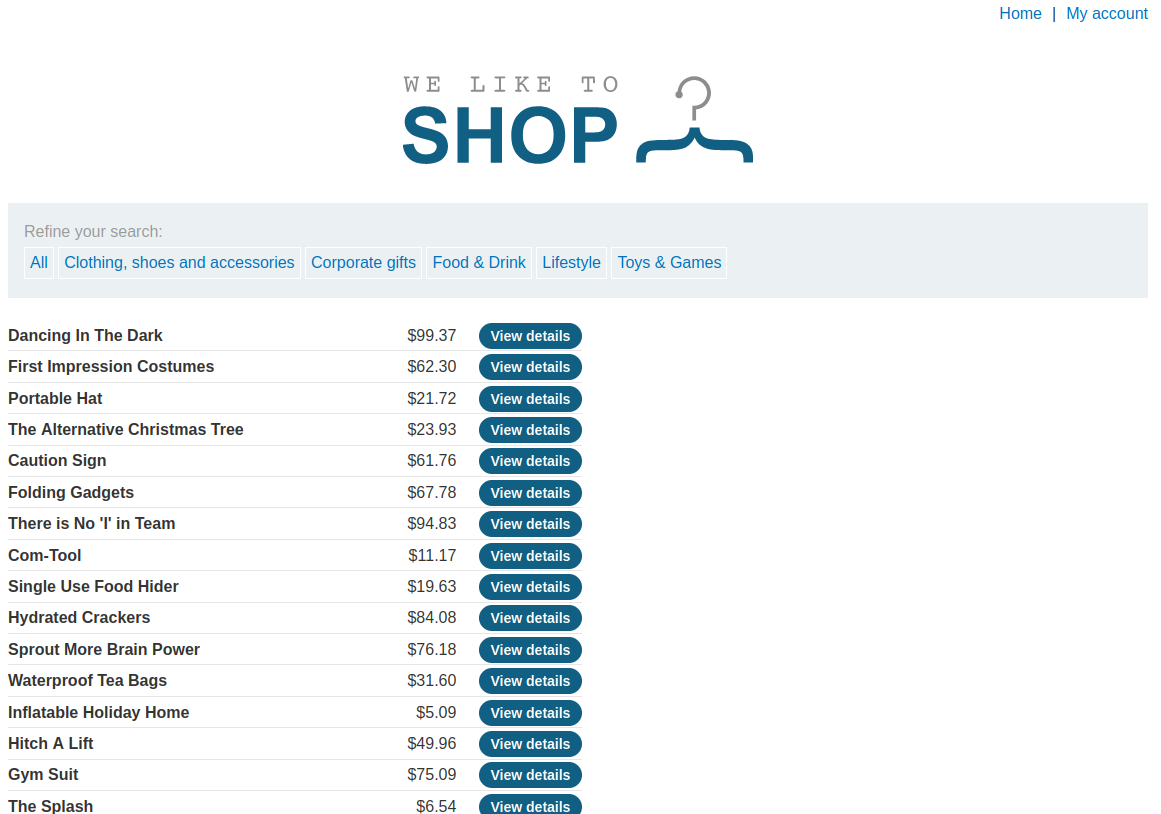 Home | My account
WE LIKE TO
SHOP
Refine your search:
All Clothing, shoes and accessories Corporate gifts Food & Drink Lifestyle Toys & Games
Dancing In The Dark $99.37 View details
First Impression Costumes $62.30 View details
Portable Hat $21.72 View details
The Alternative Christmas Tree $23.93 View details
Caution Sign $61.76 View details
Folding Gadgets $67.78 View details
There is No 'I' in Team $94.83 View details
Com-Tool $11.17 View details
Single Use Food Hider $19.63 View details
Hydrated Crackers $84.08 View details
Sprout More Brain Power $76.18 View details
Waterproof Tea Bags $31.60 View details
Inflatable Holiday Home $5.09 View details
Hitch A Lift $49.96 View details
Gym Suit $75.09 View details
The Splash $6.54 View details